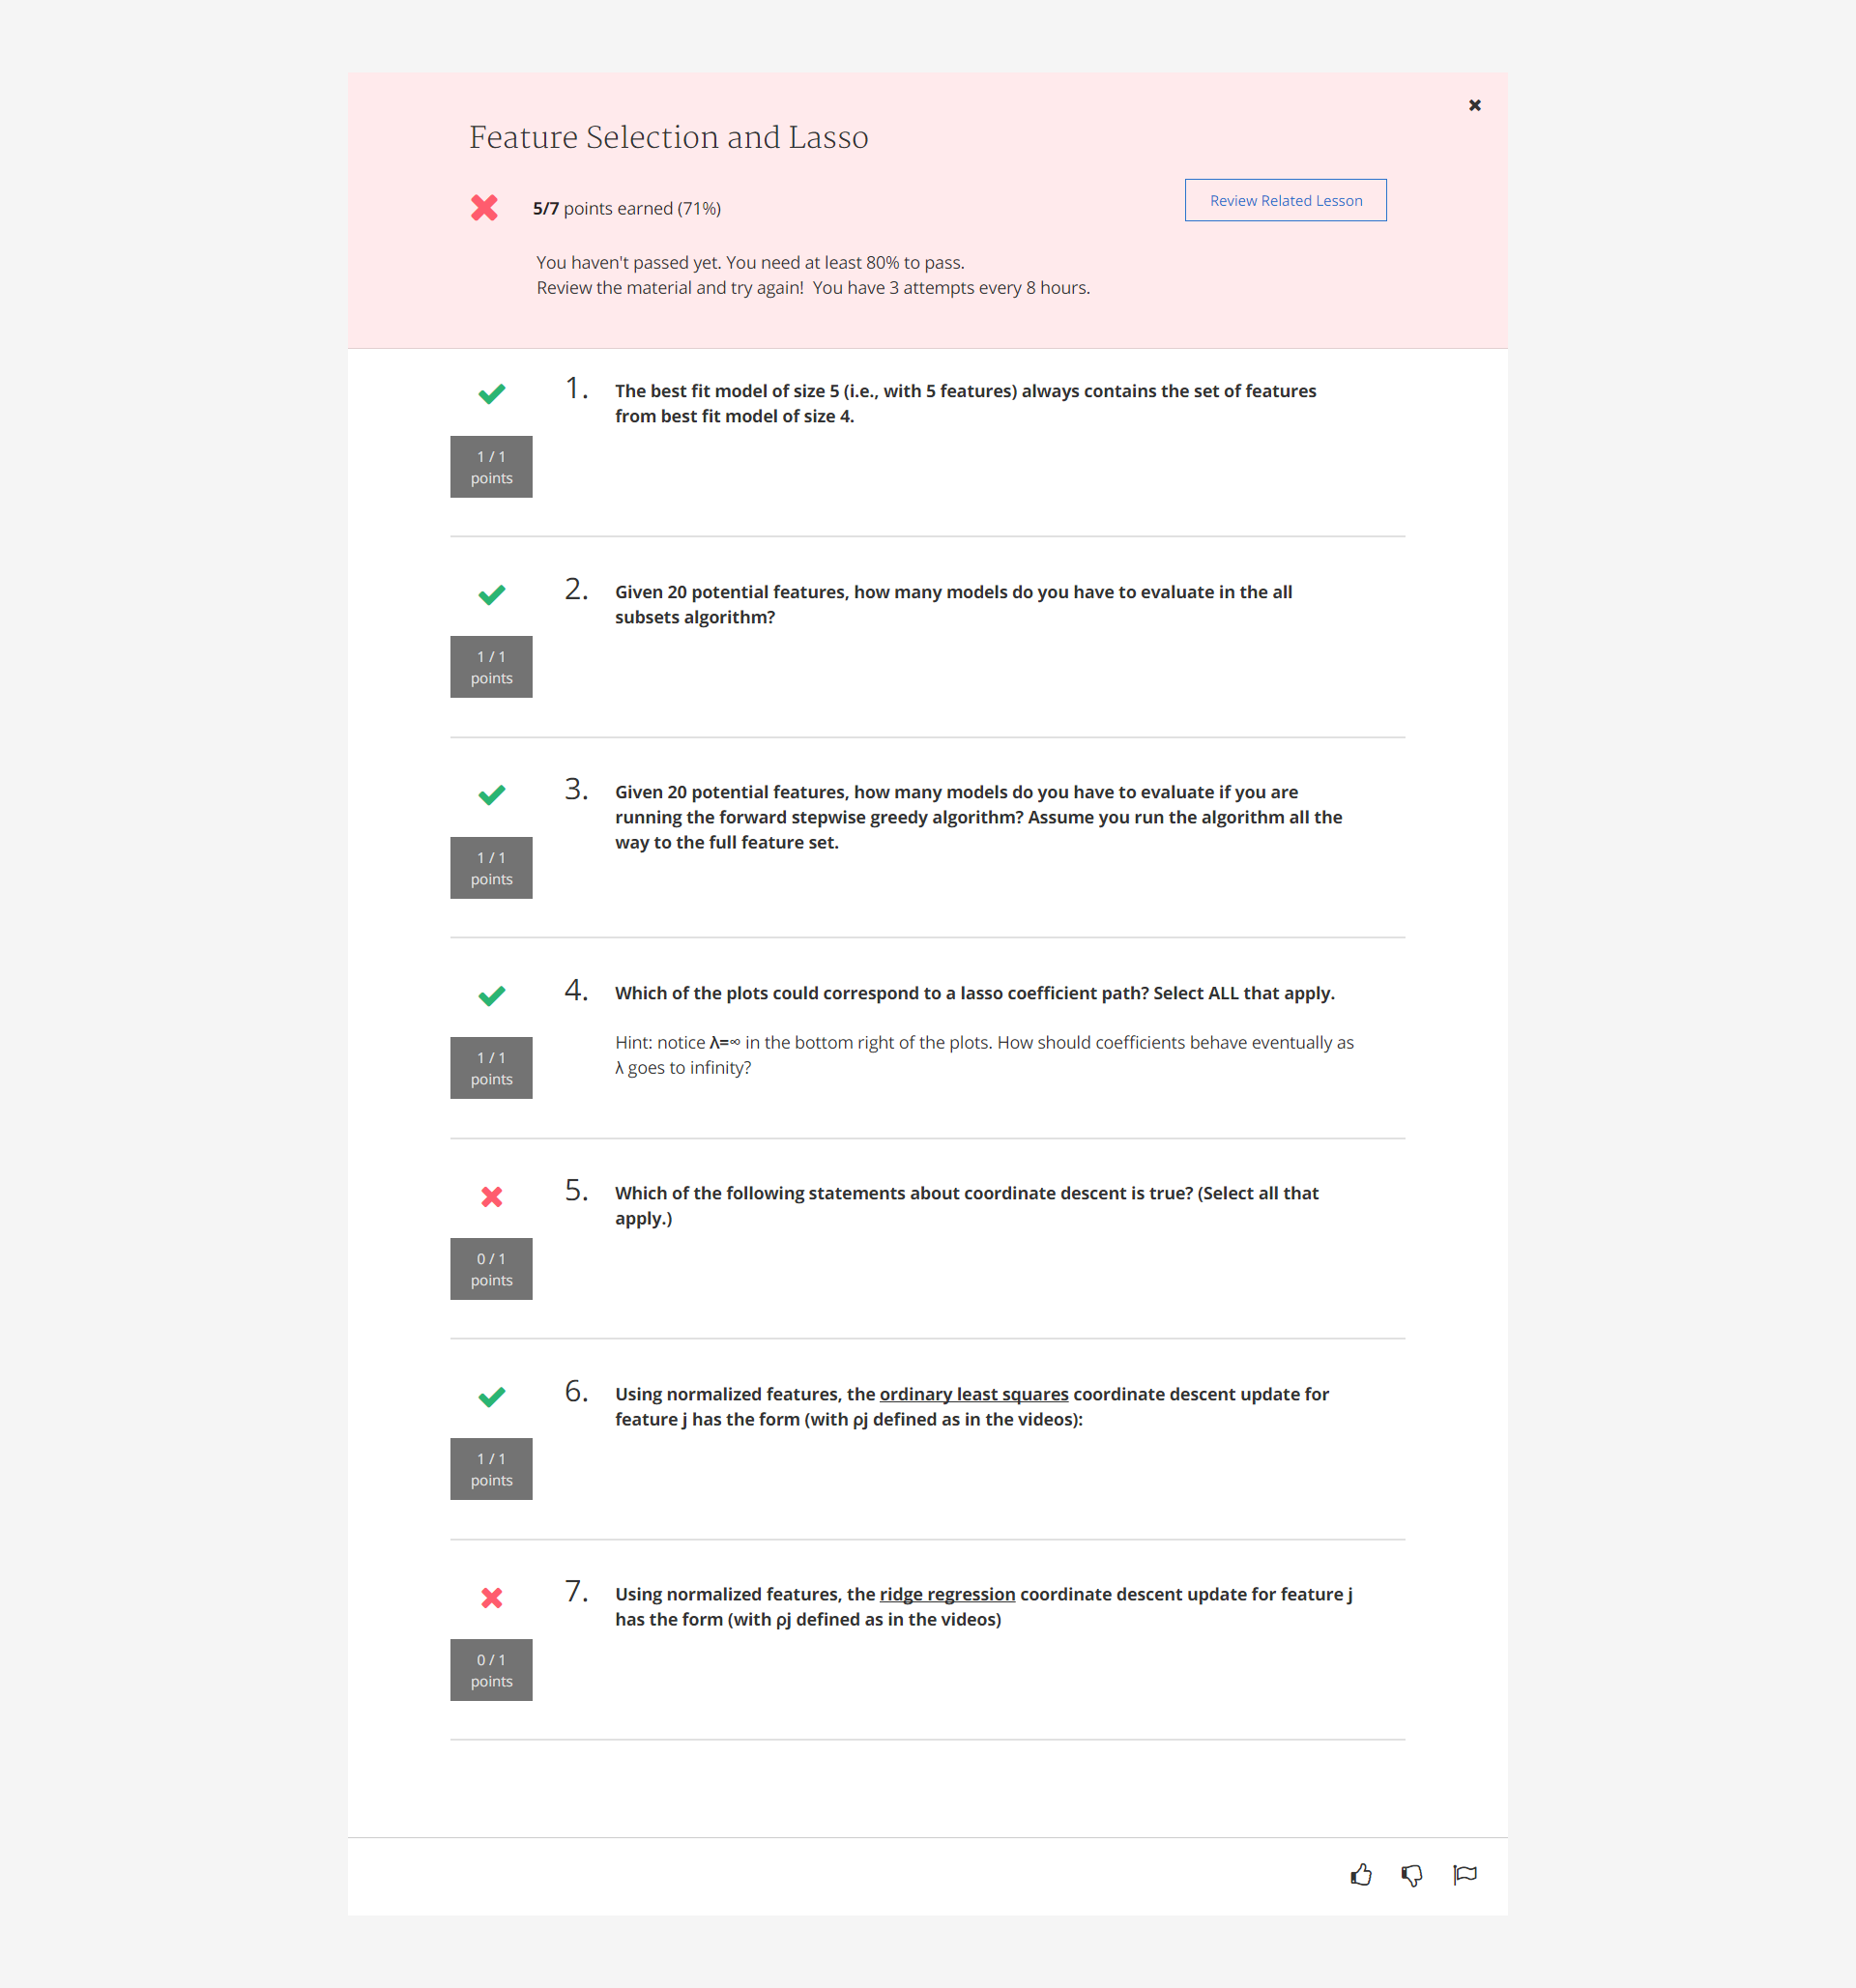 Feature Selection and Lasso
5/7 points earned (71%)
Review Related Lesson
You haven't passed yet. You need at least 80% to pass.
Review the material and try again!  You have 3 attempts every 8 hours.
1.
The best fit model of size 5 (i.e., with 5 features) always contains the set of features
from best fit model of size 4.
1 / 1
points
2.
Given 20 potential features, how many models do you have to evaluate in the all
subsets algorithm?
1 / 1
points
3.
Given 20 potential features, how many models do you have to evaluate if you are
running the forward stepwise greedy algorithm? Assume you run the algorithm all the
way to the full feature set.
1 / 1
points
4.
Which of the plots could correspond to a lasso coefficient path? Select ALL that apply.
Hint: notice λ=∞ in the bottom right of the plots. How should coefficients behave eventually as
λ goes to infinity?
1 / 1
points
5.
Which of the following statements about coordinate descent is true? (Select all that
apply.)
0 / 1
points
6.
Using normalized features, the ordinary least squares coordinate descent update for
feature j has the form (with ρj defined as in the videos):
1 / 1
points
7.
Using normalized features, the ridge regression coordinate descent update for feature j
has the form (with ρj defined as in the videos)
0 / 1
points